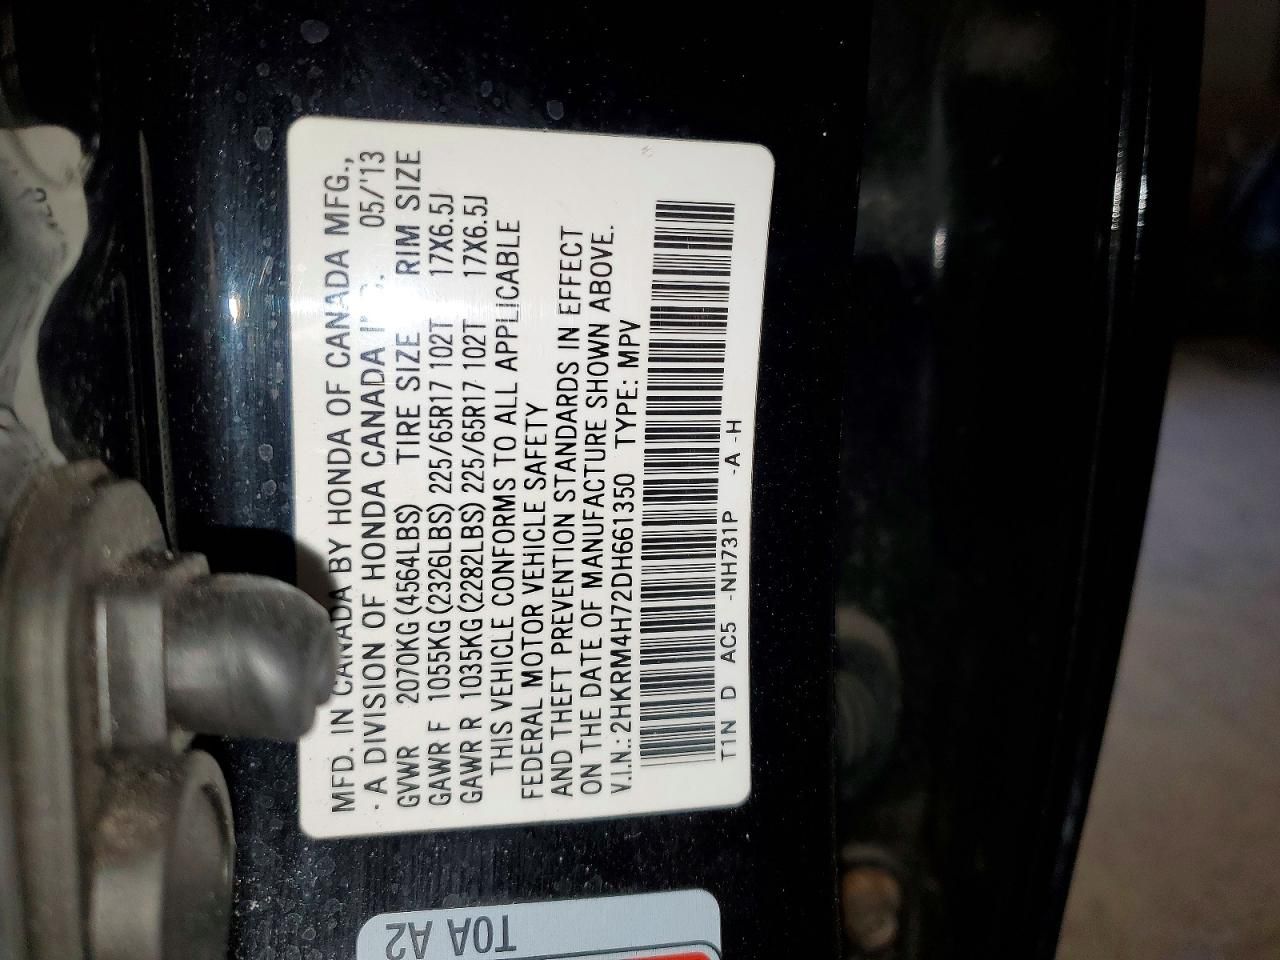 MFD. IN CANADA BY HONDA OF CANADA MFG.,
· A DIVISION OF HONDA CANADA INC. 05/'13
GVWR 2070KG(4564LBS) TIRE SIZE RIM SIZE
GAWR F 1055KG(2326LBS) 225/65R17 102T 17X6.5J
GAWR R 1035KG(2282LBS) 225/65R17 102T 17X6.5J
THIS VEHICLE CONFORMS TO ALL APPLICABLE
FEDERAL MOTOR VEHICLE SAFETY
AND THEFT PREVENTION STANDARDS IN EFFECT
ON THE DATE OF MANUFACTURE SHOWN ABOVE.
V.I.N.: 2HKRM4H72DH661350 TYPE: MPV
T1N D AC5 -NH731P -A -H
T0A A2